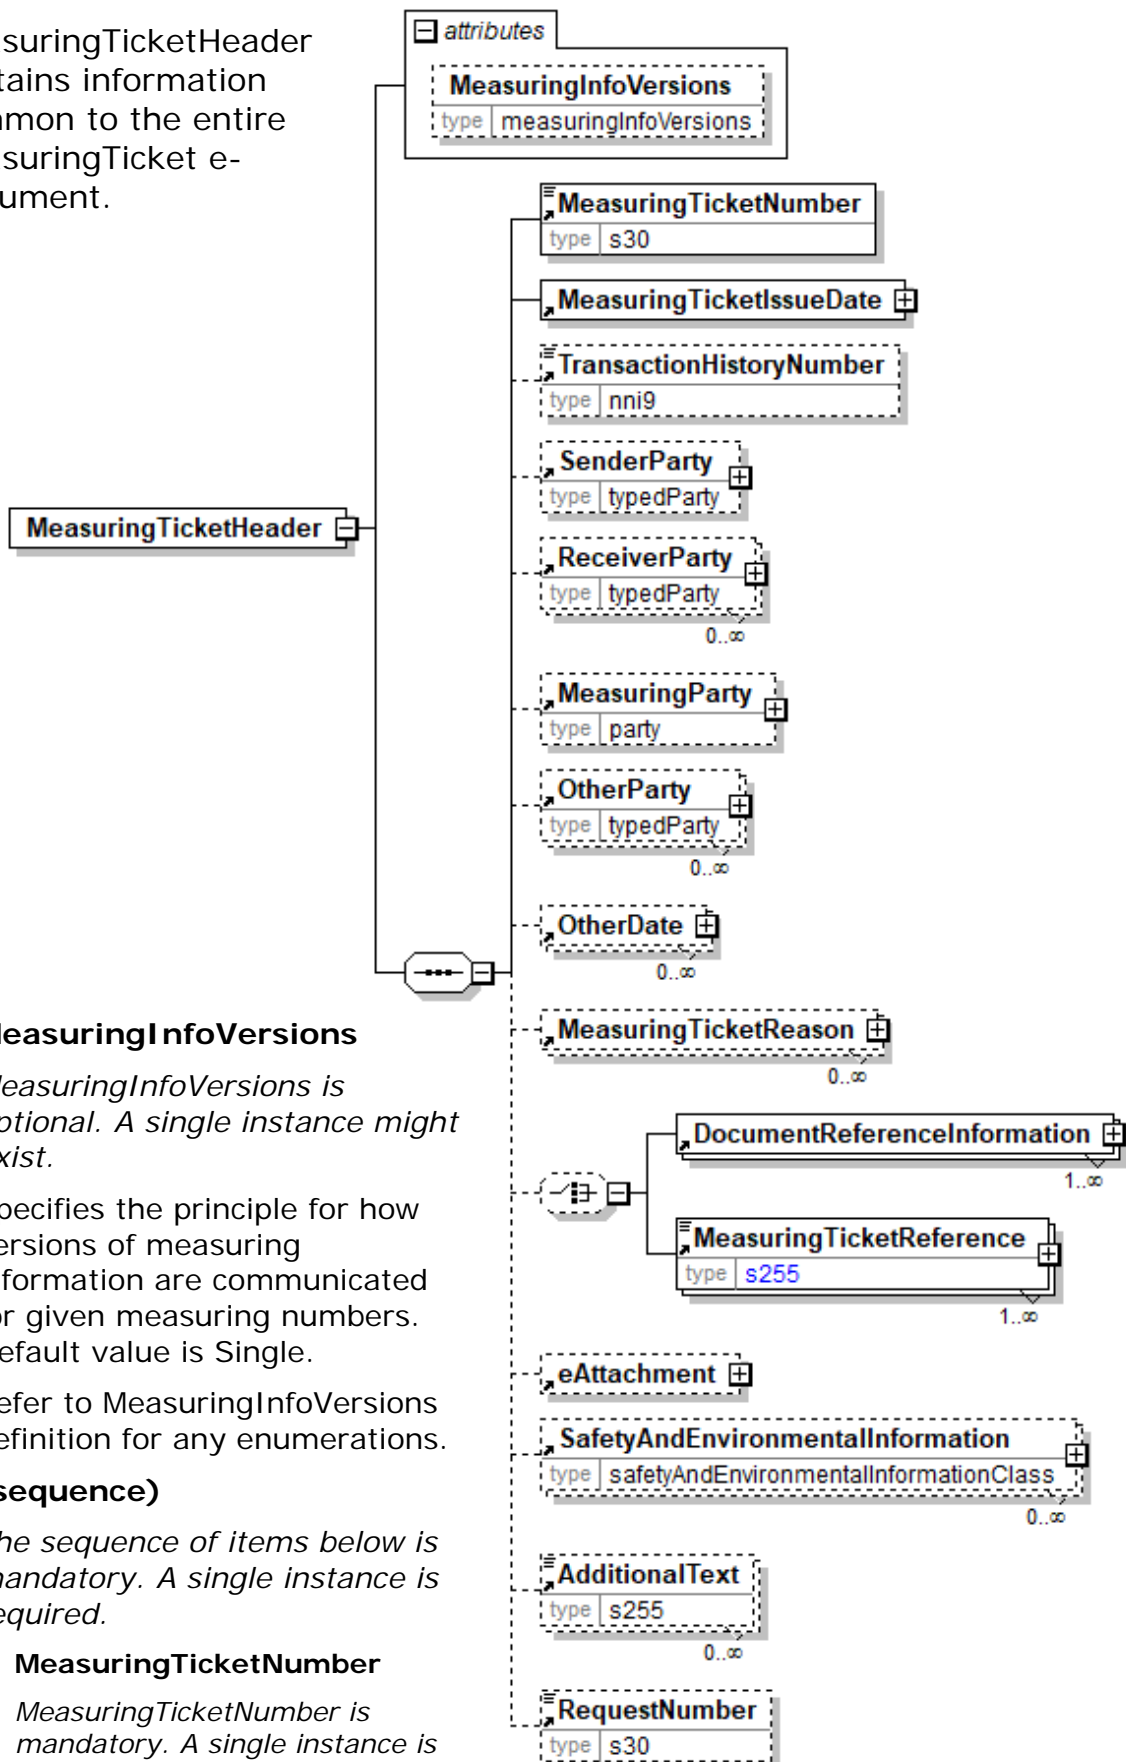 suringTicketHeader
tains information
mon to the entire
suringTicket e-
ument.
attributes
MeasuringInfoVersions
type measuringInfoVersions
MeasuringTicketNumber
type s30
MeasuringTicketIssueDate
TransactionHistoryNumber
type nni9
SenderParty
type typedParty
MeasuringTicketHeader
ReceiverParty
type typedParty
0..∞
MeasuringParty
type party
OtherParty
type typedParty
0..∞
OtherDate
0..∞
MeasuringTicketReason
0..∞
DocumentReferenceInformation
1..∞
MeasuringTicketReference
type s255
1..∞
eAttachment
SafetyAndEnvironmentalInformation
type safetyAndEnvironmentalInformationClass
0..∞
AdditionalText
type s255
0..∞
RequestNumber
type s30
MeasuringInfoVersions
MeasuringInfoVersions is
ptional. A single instance might
xist.
pecifies the principle for how
ersions of measuring
nformation are communicated
or given measuring numbers.
efault value is Single.
efer to MeasuringInfoVersions
efinition for any enumerations.
sequence)
he sequence of items below is
mandatory. A single instance is
equired.
MeasuringTicketNumber
MeasuringTicketNumber is
mandatory. A single instance is